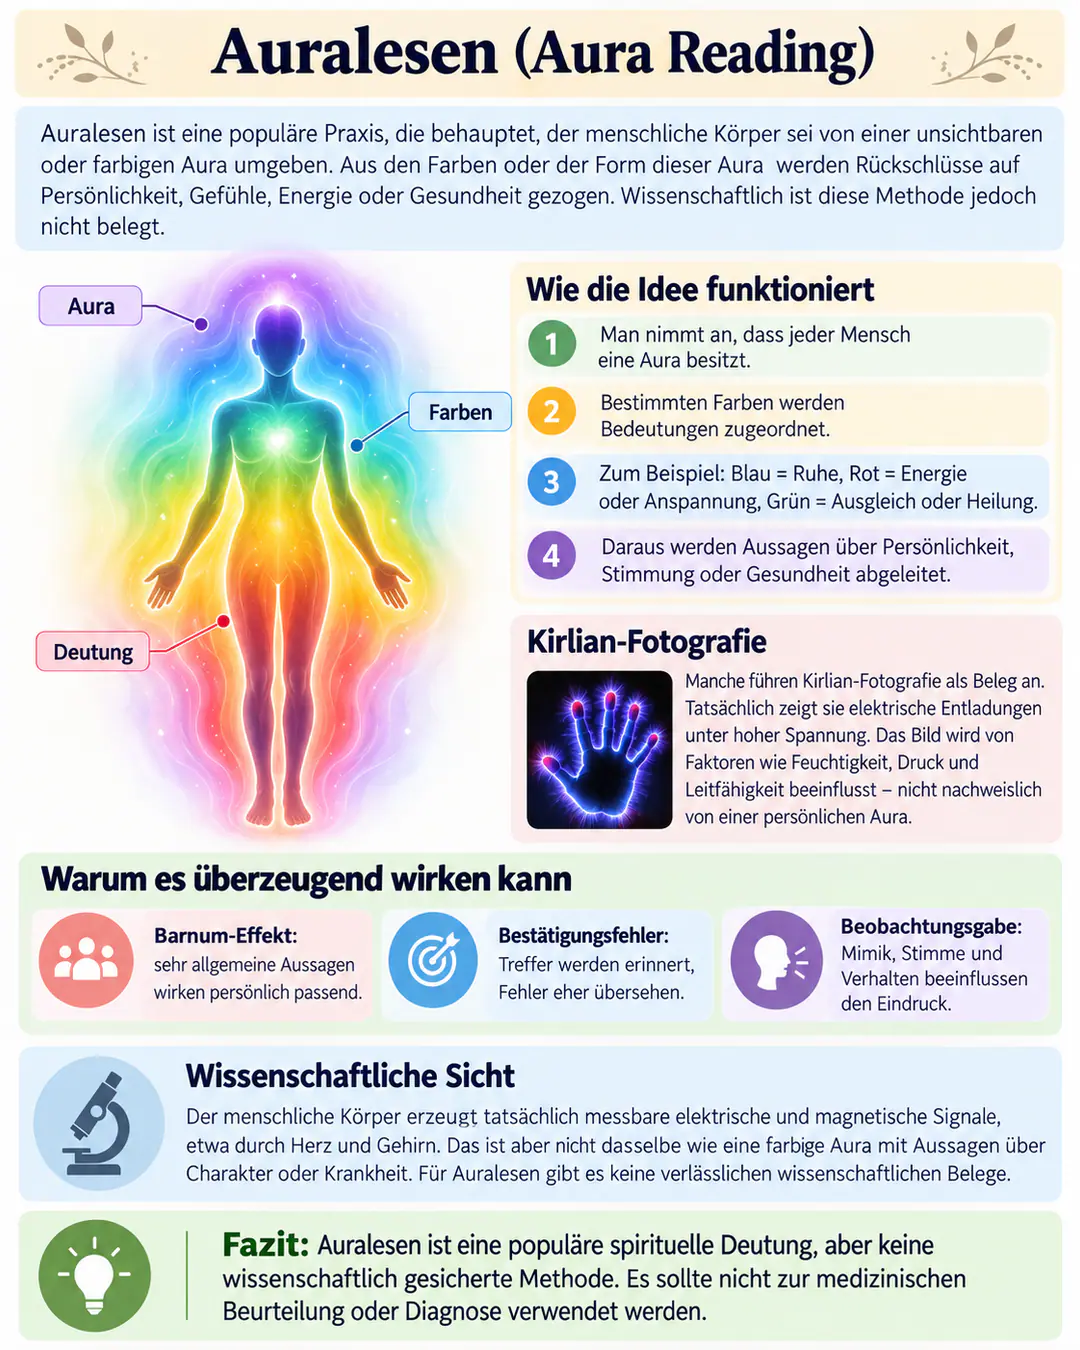 Auralesen (Aura Reading)
Auralesen ist eine populäre Praxis, die behauptet, der menschliche Körper sei von einer unsichtbaren
oder farbigen Aura umgeben. Aus den Farben oder der Form dieser Aura werden Rückschlüsse auf
Persönlichkeit, Gefühle, Energie oder Gesundheit gezogen. Wissenschaftlich ist diese Methode jedoch
nicht belegt.
Aura
Farben
Deutung
Wie die Idee funktioniert
1
Man nimmt an, dass jeder Mensch
eine Aura besitzt.
2
Bestimmten Farben werden
Bedeutungen zugeordnet.
3
Zum Beispiel: Blau = Ruhe, Rot = Energie
oder Anspannung, Grün = Ausgleich oder Heilung.
4
Daraus werden Aussagen über Persönlichkeit,
Stimmung oder Gesundheit abgeleitet.
Kirlian-Fotografie
Manche führen Kirlian-Fotografie als Beleg an.
Tatsächlich zeigt sie elektrische Entladungen
unter hoher Spannung. Das Bild wird von
Faktoren wie Feuchtigkeit, Druck und
Leitfähigkeit beeinflusst – nicht nachweislich
von einer persönlichen Aura.
Warum es überzeugend wirken kann
Barnum-Effekt:
sehr allgemeine Aussagen
wirken persönlich passend.
Bestätigungsfehler:
Treffer werden erinnert,
Fehler eher übersehen.
Beobachtungsgabe:
Mimik, Stimme und
Verhalten beeinflussen
den Eindruck.
Wissenschaftliche Sicht
Der menschliche Körper erzeugt tatsächlich messbare elektrische und magnetische Signale,
etwa durch Herz und Gehirn. Das ist aber nicht dasselbe wie eine farbige Aura mit Aussagen über
Charakter oder Krankheit. Für Auralesen gibt es keine verlässlichen wissenschaftlichen Belege.
Fazit: Auralesen ist eine populäre spirituelle Deutung, aber keine
wissenschaftlich gesicherte Methode. Es sollte nicht zur medizinischen
Beurteilung oder Diagnose verwendet werden.